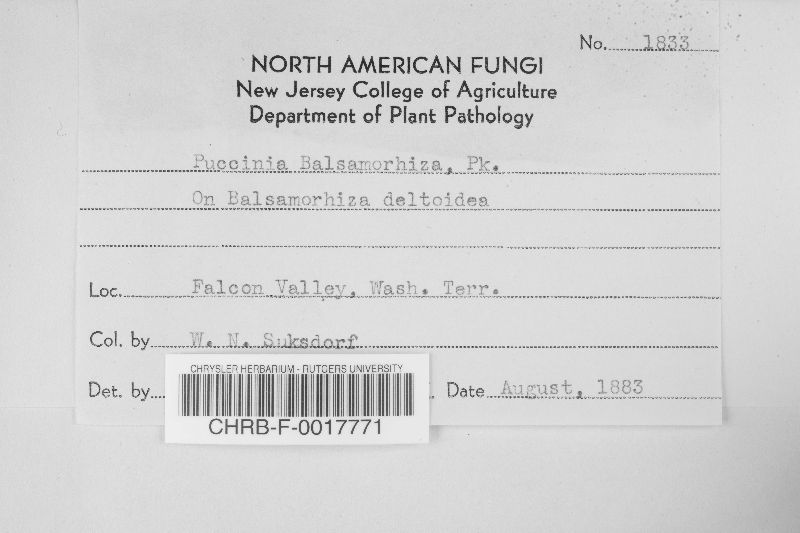 No. 1833
NORTH AMERICAN FUNGI
New Jersey College of Agriculture
Department of Plant Pathology
Puccinia Balsamorhiza, Pk.
On Balsamorhiza deltoidea
Loc. Falcon Valley, Wash. Terr.
Col. by W. N. Suksdorf
Det. by Date August, 1883
CHRYSLER HERBARIUM - RUTGERS UNIVERSITY
CHRB-F-0017771